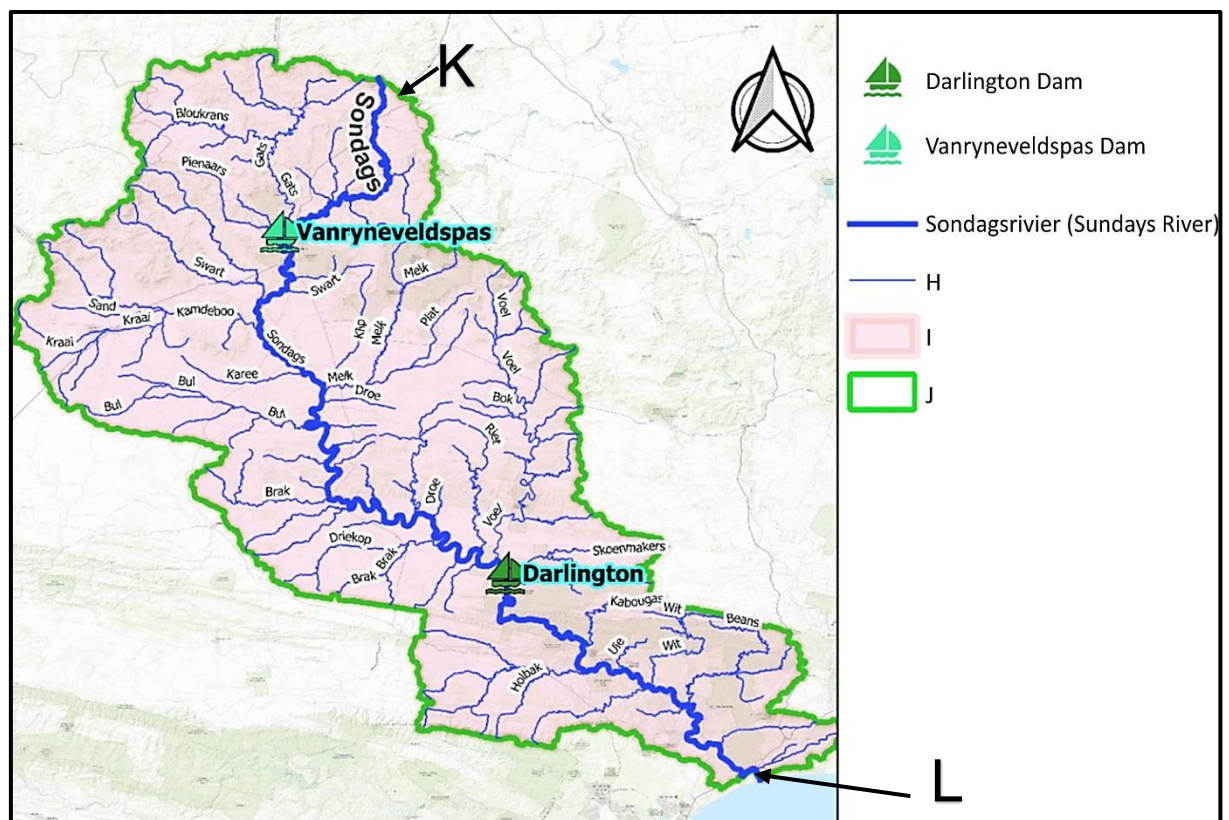 K
Sondags
Bloukrans
Gats
Pienaars
Gats
Vanryneveldspas
Swart
Swart
Melk
Voel
Sand
Kraai
Kamdeboo
Khp
Melk
Plat
Kraai
Sondags
Voel
Bul
Karee
Melk
Droe
Bok
Bul
But
Riet
Brak
Droe
Voel
Driekop
Brak
Brak
Skoenmakers
Darlington
Kabougas
Wit
Beans
Uie
Wit
Holbak
L
Darlington Dam
Vanryneveldspas Dam
Sondagsrivier (Sundays River)
H
I
J